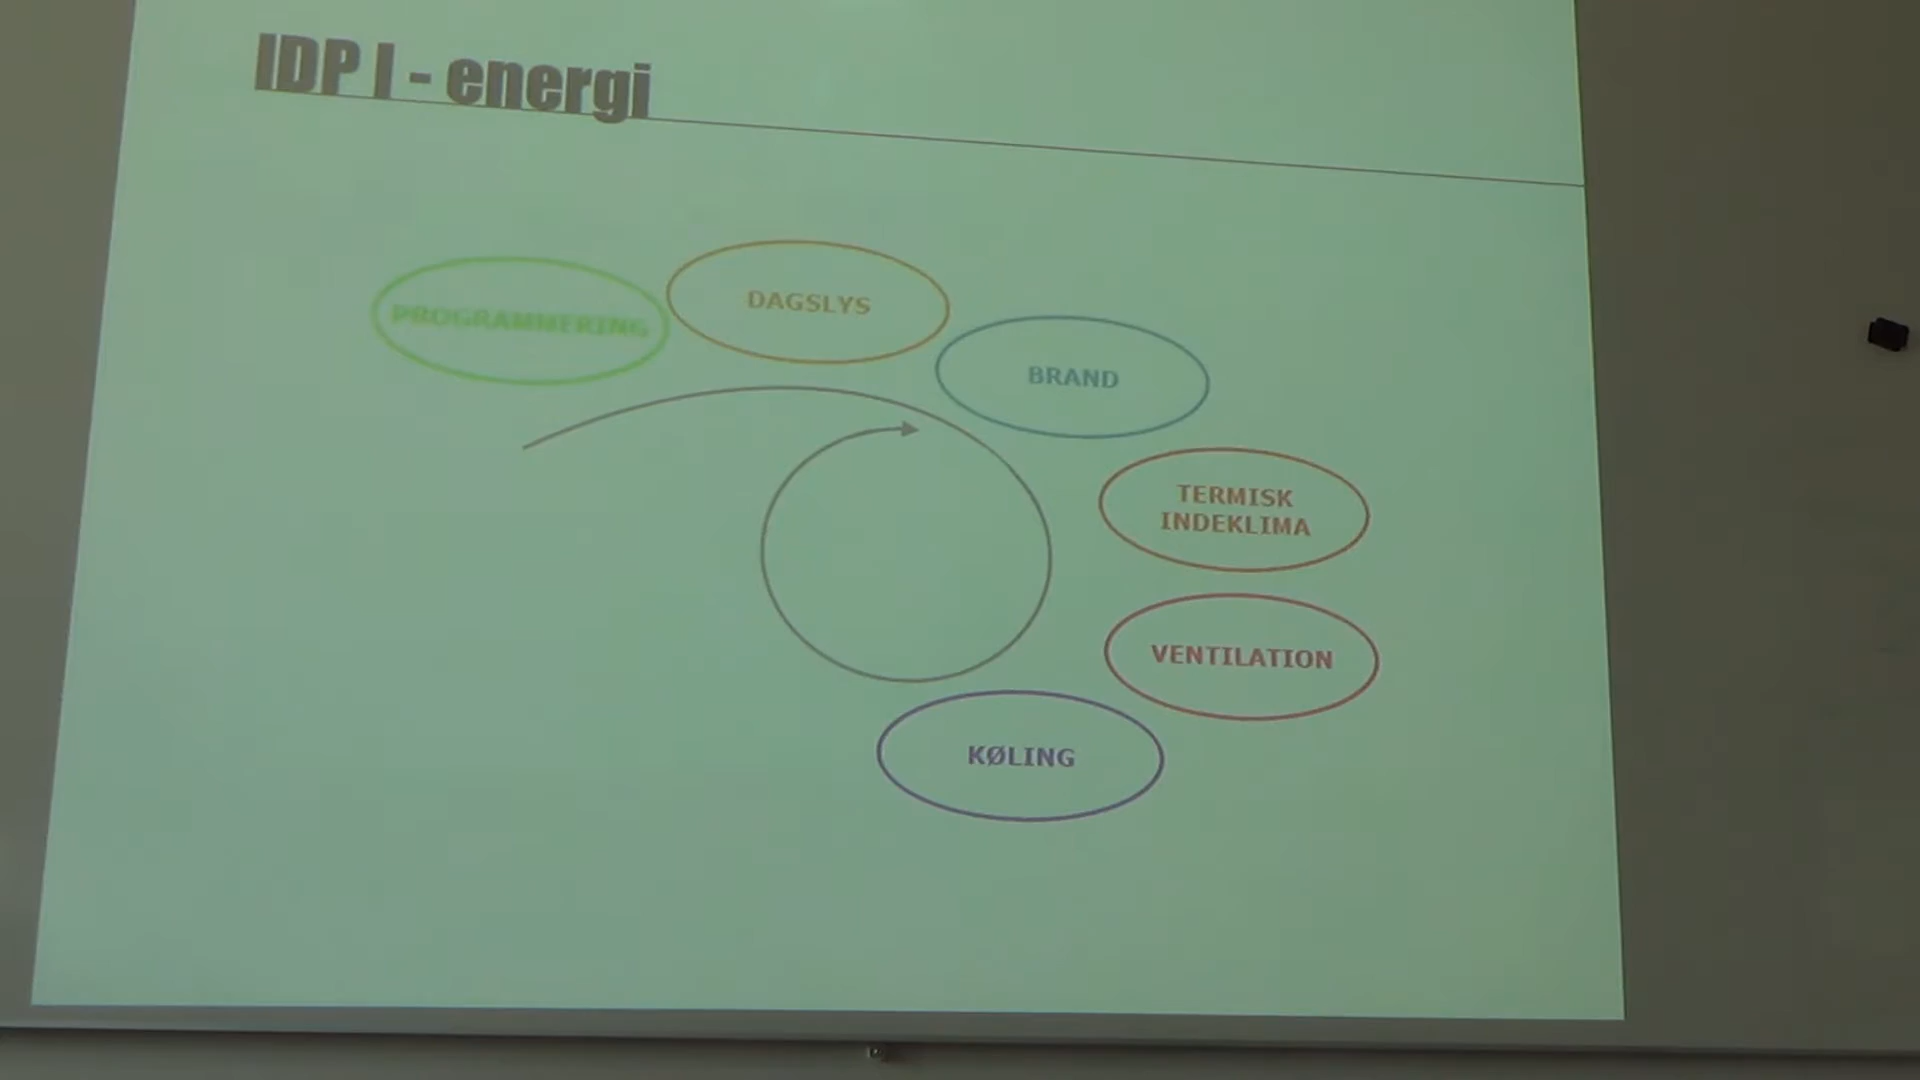 IDP I - energi
PROGRAMMERING
DAGSLYS
BRAND
TERMISK
INDEKLIMA
VENTILATION
KØLING